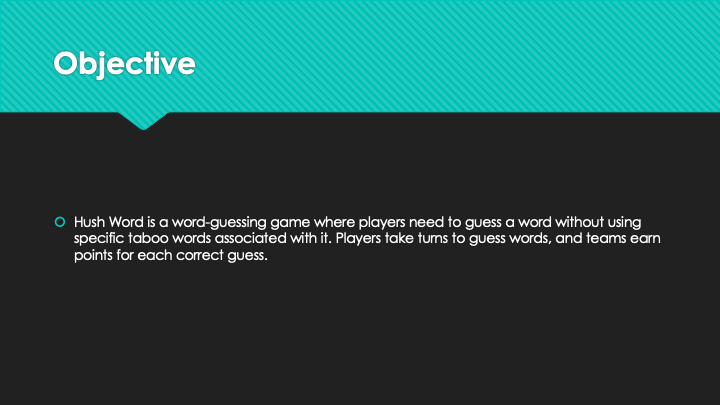 Objective
Hush Word is a word-guessing game where players need to guess a word without using
specific taboo words associated with it. Players take turns to guess words, and teams earn
points for each correct guess.